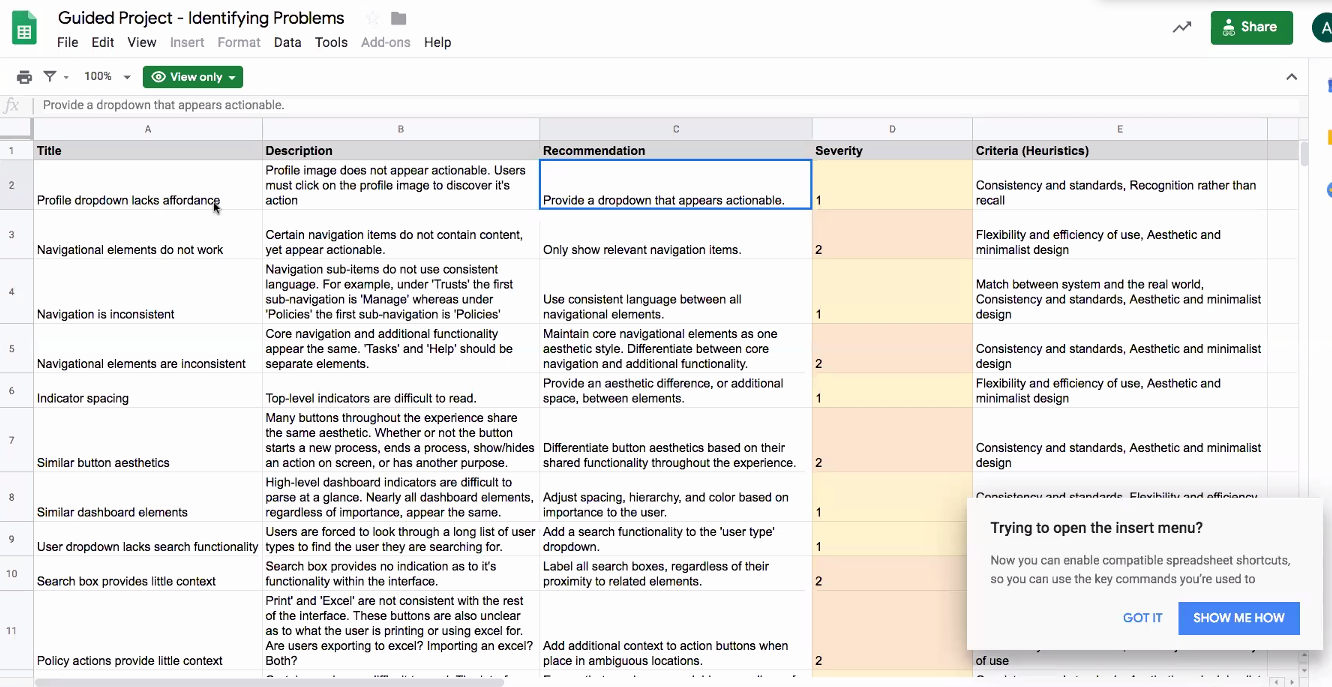 Guided Project - Identifying Problems
File Edit View Insert Format Data Tools Add-ons Help
Share
A
100%
View only
fx
Provide a dropdown that appears actionable.
A B C D E
1 Title Description Recommendation Severity Criteria (Heuristics)
2
Profile dropdown lacks affordance
Profile image does not appear actionable. Users
must click on the profile image to discover it's
action
Provide a dropdown that appears actionable.
1
Consistency and standards, Recognition rather than
recall
3
Navigational elements do not work
Certain navigation items do not contain content,
yet appear actionable.
Only show relevant navigation items.
2
Flexibility and efficiency of use, Aesthetic and
minimalist design
4
Navigation is inconsistent
Navigation sub-items do not use consistent
language. For example, under 'Trusts' the first
sub-navigation is 'Manage' whereas under
'Policies' the first sub-navigation is 'Policies'
Use consistent language between all
navigational elements.
1
Match between system and the real world,
Consistency and standards, Aesthetic and minimalist
design
5
Navigational elements are inconsistent
Core navigation and additional functionality
appear the same. 'Tasks' and 'Help' should be
separate elements.
Maintain core navigational elements as one
aesthetic style. Differentiate between core
navigation and additional functionality.
2
Consistency and standards, Aesthetic and minimalist
design
6
Indicator spacing
Top-level indicators are difficult to read.
Provide an aesthetic difference, or additional
space, between elements.
1
Flexibility and efficiency of use, Aesthetic and
minimalist design
7
Similar button aesthetics
Many buttons throughout the experience share
the same aesthetic. Whether or not the button
starts a new process, ends a process, show/hides
an action on screen, or has another purpose.
Differentiate button aesthetics based on their
shared functionality throughout the experience.
2
Consistency and standards, Aesthetic and minimalist
design
8
Similar dashboard elements
High-level dashboard indicators are difficult to
parse at a glance. Nearly all dashboard elements,
regardless of importance, appear the same.
Adjust spacing, hierarchy, and color based on
importance to the user.
1
Consistency and standards, Flexibility and efficiency
9
User dropdown lacks search functionality
Users are forced to look through a long list of user
types to find the user they are searching for.
Add a search functionality to the 'user type'
dropdown.
1
10
Search box provides little context
Search box provides no indication as to it's
functionality within the interface.
Label all search boxes, regardless of their
proximity to related elements.
2
11
Policy actions provide little context
Print' and 'Excel' are not consistent with the rest
of the interface. These buttons are also unclear
as to what the user is printing or using excel for.
Are users exporting to excel? Importing an excel?
Both?
Add additional context to action buttons when
place in ambiguous locations.
2
of use
Trying to open the insert menu?
Now you can enable compatible spreadsheet shortcuts,
so you can use the key commands you're used to
GOT IT
SHOW ME HOW